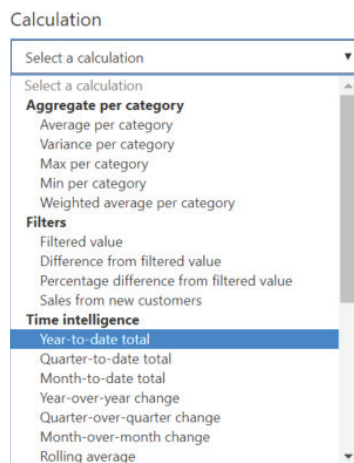 Calculation
Select a calculation
Select a calculation
Aggregate per category
Average per category
Variance per category
Max per category
Min per category
Weighted average per category
Filters
Filtered value
Difference from filtered value
Percentage difference from filtered value
Sales from new customers
Time intelligence
Year-to-date total
Quarter-to-date total
Month-to-date total
Year-over-year change
Quarter-over-quarter change
Month-over-month change
Rolling average